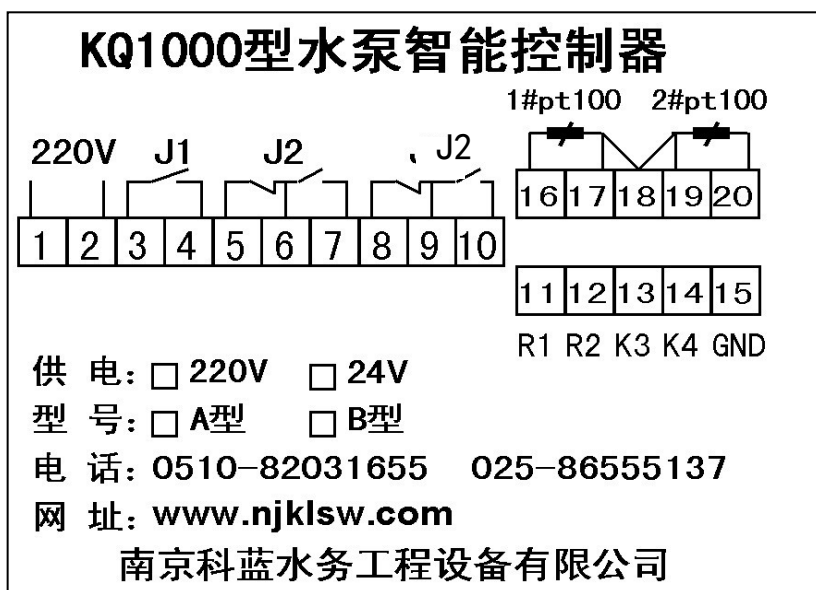 KQ1000型水泵智能控制器
1#pt100 2#pt100
220V J1 J2 J2
16 17 18 19 20
1 2 3 4 5 6 7 8 9 10
11 12 13 14 15
R1 R2 K3 K4 GND
供 电：□ 220V □ 24V
型 号：□ A型 □ B型
电 话：0510-82031655 025-86555137
网 址：www.njklsw.com
南京科蓝水务工程设备有限公司